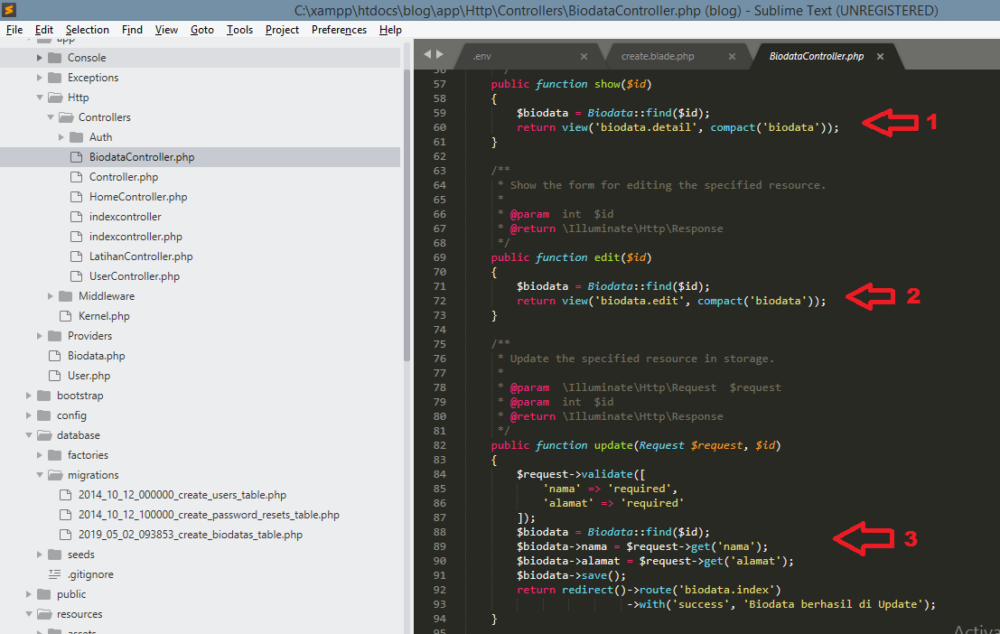 C:\xampp\htdocs\blog\app\Http\Controllers\BiodataController.php (blog) - Sublime Text (UNREGISTERED)
File Edit Selection Find View Goto Tools Project Preferences Help
app
Console
Exceptions
Http
Controllers
Auth
BiodataController.php
Controller.php
HomeController.php
indexcontroller
indexcontroller.php
LatihanController.php
UserController.php
Middleware
Kernel.php
Providers
Biodata.php
User.php
bootstrap
config
database
factories
migrations
2014_10_12_000000_create_users_table.php
2014_10_12_100000_create_password_resets_table.php
2019_05_02_093853_create_biodatas_table.php
seeds
.gitignore
public
resources
assets
.env × create.blade.php × BiodataController.php ×
56 */
57 public function show($id)
58 {
59 $biodata = Biodata::find($id);
60 return view('biodata.detail', compact('biodata'));
1
61 }
62
63 /**
64 * Show the form for editing the specified resource.
65 *
66 * @param  int  $id
67 * @return \Illuminate\Http\Response
68 */
69 public function edit($id)
70 {
71 $biodata = Biodata::find($id);
72 return view('biodata.edit', compact('biodata'));
2
73 }
74
75 /**
76 * Update the specified resource in storage.
77 *
78 * @param  \Illuminate\Http\Request  $request
79 * @param  int  $id
80 * @return \Illuminate\Http\Response
81 */
82 public function update(Request $request, $id)
83 {
84 $request->validate([
85 'nama' => 'required',
86 'alamat' => 'required'
87 ]);
88 $biodata = Biodata::find($id);
3
89 $biodata->nama = $request->get('nama');
90 $biodata->alamat = $request->get('alamat');
91 $biodata->save();
92 return redirect()->route('biodata.index')
93 ->with('success', 'Biodata berhasil di Update');
94 }
95
Activa